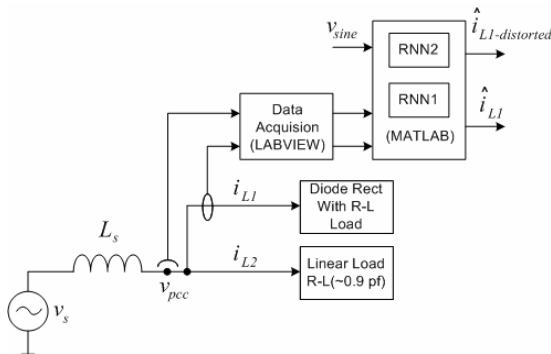 v_sine
RNN2
î_L1-distorted
RNN1
î_L1
(MATLAB)
Data
Acquision
(LABVIEW)
i_L1
Diode Rect
With R-L
Load
L_s
i_L2
Linear Load
R-L(~0.9 pf)
v_pcc
v_s